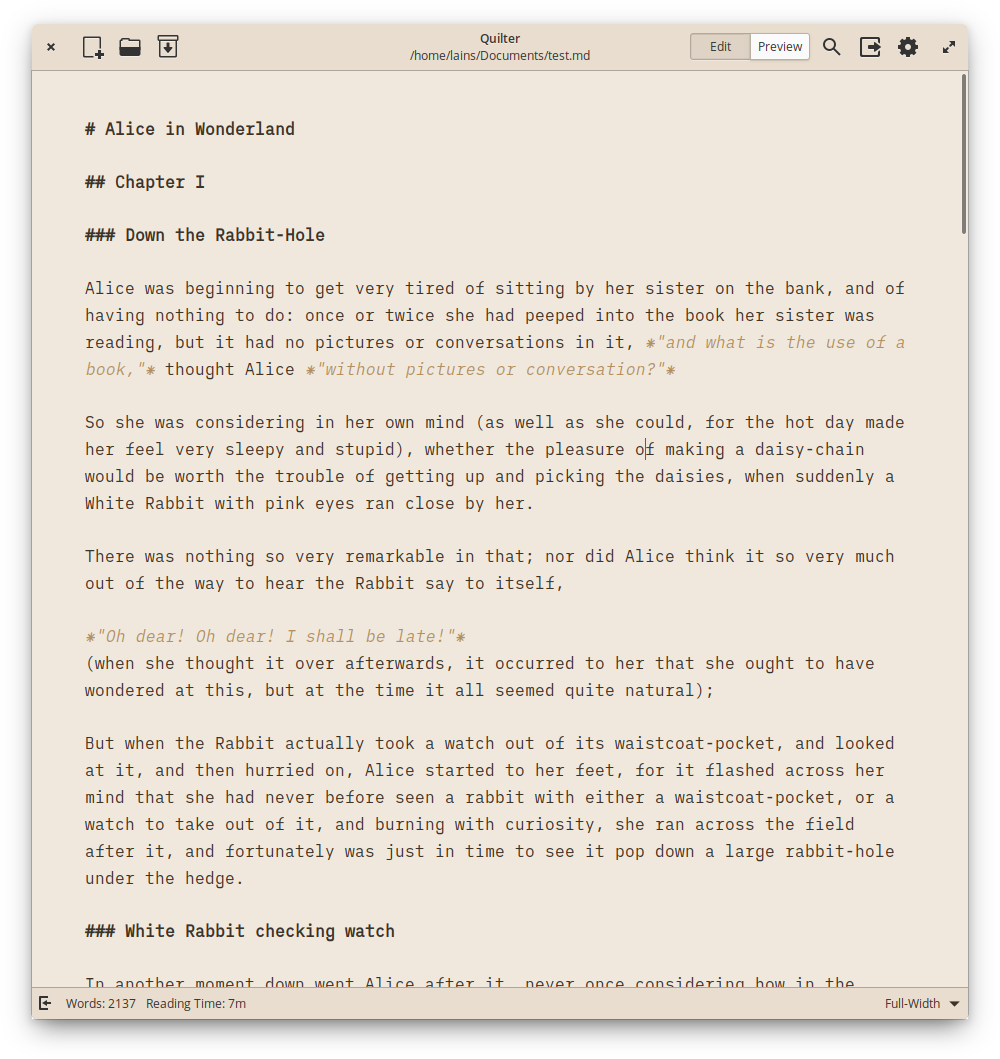 Quilter
/home/lains/Documents/test.md
Edit
Preview
# Alice in Wonderland
## Chapter I
### Down the Rabbit-Hole
Alice was beginning to get very tired of sitting by her sister on the bank, and of
having nothing to do: once or twice she had peeped into the book her sister was
reading, but it had no pictures or conversations in it, *"and what is the use of a
book,"* thought Alice *"without pictures or conversation?"*
So she was considering in her own mind (as well as she could, for the hot day made
her feel very sleepy and stupid), whether the pleasure of making a daisy-chain
would be worth the trouble of getting up and picking the daisies, when suddenly a
White Rabbit with pink eyes ran close by her.
There was nothing so very remarkable in that; nor did Alice think it so very much
out of the way to hear the Rabbit say to itself,
*"Oh dear! Oh dear! I shall be late!"*
(when she thought it over afterwards, it occurred to her that she ought to have
wondered at this, but at the time it all seemed quite natural);
But when the Rabbit actually took a watch out of its waistcoat-pocket, and looked
at it, and then hurried on, Alice started to her feet, for it flashed across her
mind that she had never before seen a rabbit with either a waistcoat-pocket, or a
watch to take out of it, and burning with curiosity, she ran across the field
after it, and fortunately was just in time to see it pop down a large rabbit-hole
under the hedge.
### White Rabbit checking watch
In another moment down went Alice after it, never once considering how in the
Words: 2137
Reading Time: 7m
Full-Width